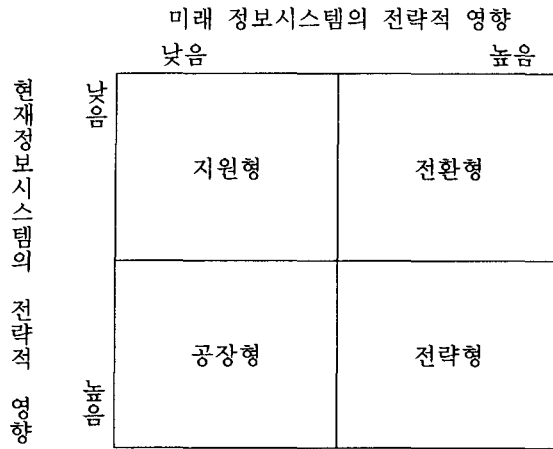 미래 정보시스템의 전략적 영향
낮음 높음
현재정보시스템의 전략적 영향
낮음
지원형 전환형
공장형 전략형
높음